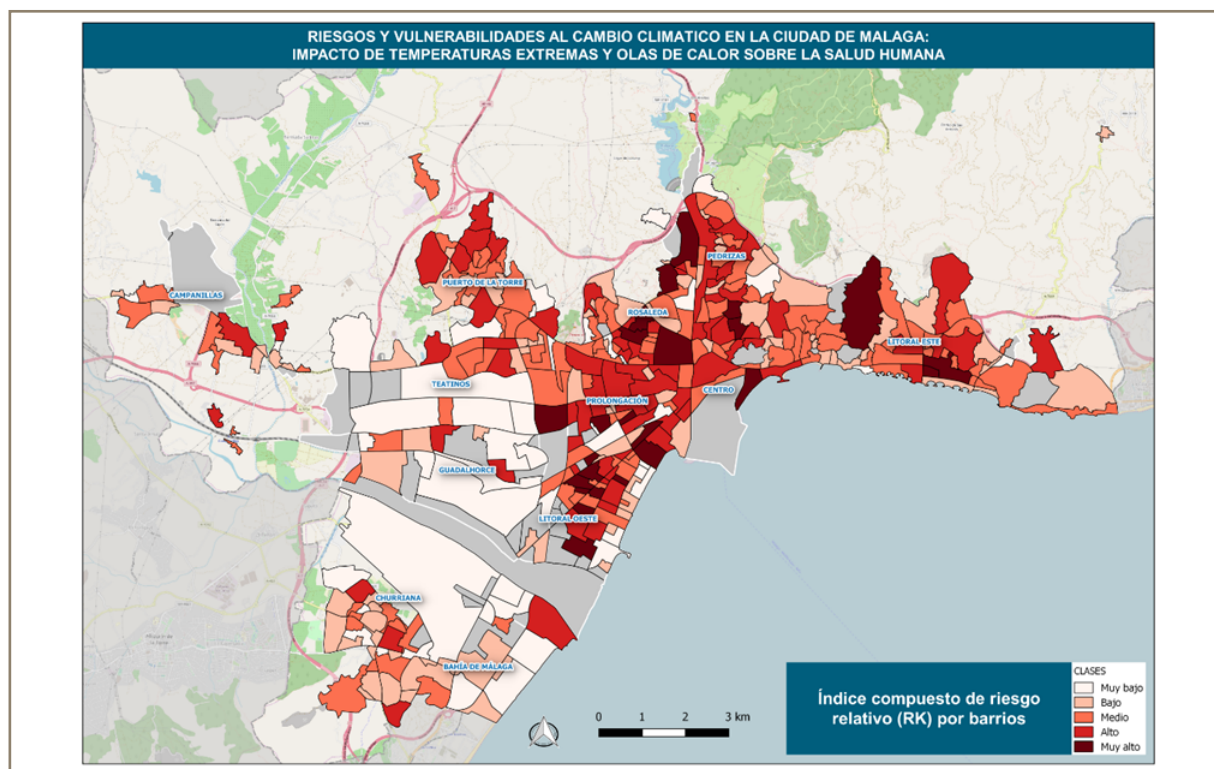 RIESGOS Y VULNERABILIDADES AL CAMBIO CLIMATICO EN LA CIUDAD DE MALAGA:
IMPACTO DE TEMPERATURAS EXTREMAS Y OLAS DE CALOR SOBRE LA SALUD HUMANA
PEDRIZAS
PUERTO DE LA TORRE
CAMPANILLAS
ROSALEDA
LITORAL ESTE
TEATINOS
CENTRO
PROLONGACIÓN
GUADALHORCE
LITORAL OESTE
CHURRIANA
BAHÍA DE MÁLAGA
Índice compuesto de riesgo
relativo (RK) por barrios
CLASES
Muy bajo
Bajo
Medio
Alto
Muy alto
0 1 2 3 km